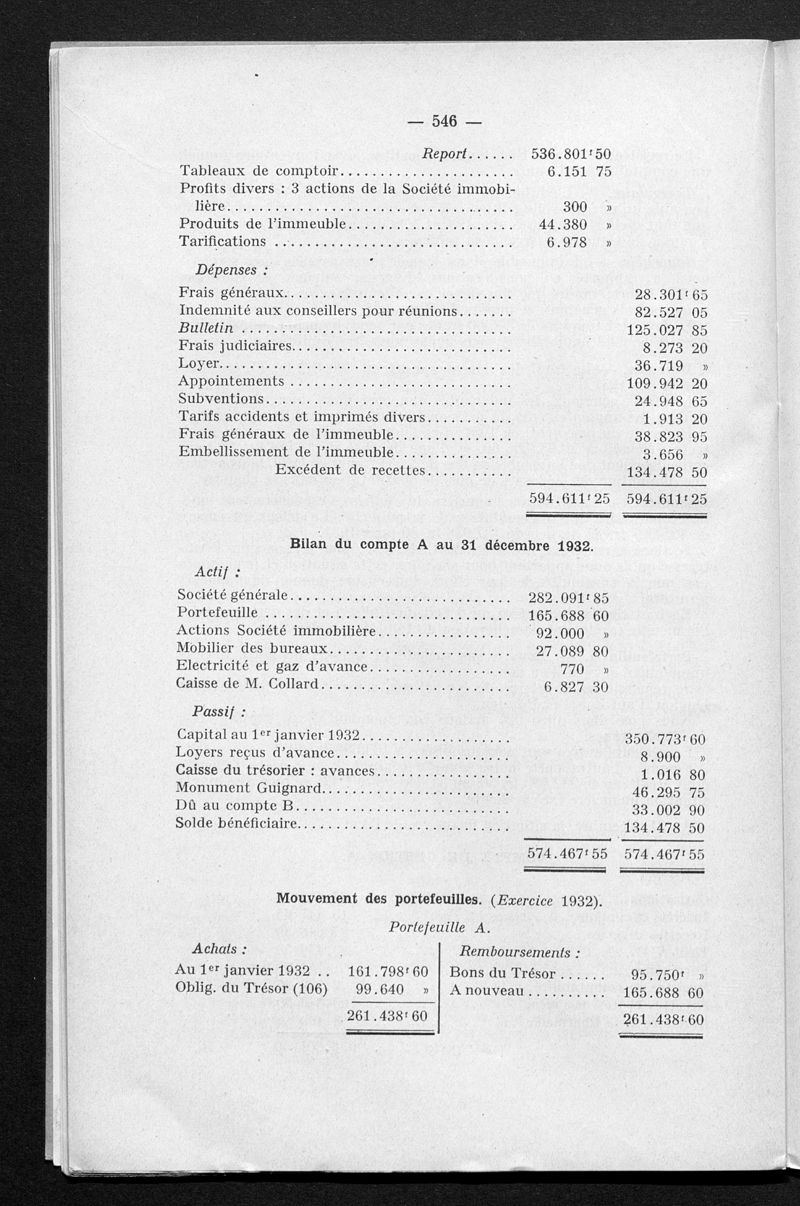 — 546 —
Report...... 536.801ᶠ50
Tableaux de comptoir...................... 6.151 75
Profits divers : 3 actions de la Société immobi-
lière.................................... 300 »
Produits de l'immeuble..................... 44.380 »
Tarifications .............................. 6.978 »
Dépenses :
Frais généraux............................. 28.301ᶠ65
Indemnité aux conseillers pour réunions....... 82.527 05
Bulletin .................................. 125.027 85
Frais judiciaires............................ 8.273 20
Loyer..................................... 36.719 »
Appointements ............................ 109.942 20
Subventions............................... 24.948 65
Tarifs accidents et imprimés divers........... 1.913 20
Frais généraux de l'immeuble............... 38.823 95
Embellissement de l'immeuble............... 3.656 »
Excédent de recettes........... 134.478 50
594.611ᶠ25 594.611ᶠ25
Bilan du compte A au 31 décembre 1932.
Actif :
Société générale............................ 282.091ᶠ85
Portefeuille ............................... 165.688 60
Actions Société immobilière................. 92.000 »
Mobilier des bureaux....................... 27.089 80
Electricité et gaz d'avance.................. 770 »
Caisse de M. Collard........................ 6.827 30
Passif :
Capital au 1er janvier 1932................... 350.773ᶠ60
Loyers reçus d'avance...................... 8.900 »
Caisse du trésorier : avances................. 1.016 80
Monument Guignard........................ 46.295 75
Dû au compte B........................... 33.002 90
Solde bénéficiaire........................... 134.478 50
574.467ᶠ55 574.467ᶠ55
Mouvement des portefeuilles. (Exercice 1932).
Portefeuille A.
Achats :
Au 1er janvier 1932 .. 161.798ᶠ60
Oblig. du Trésor (106) 99.640 »
261.438ᶠ60
Remboursements :
Bons du Trésor ...... 95.750ᶠ »
A nouveau .......... 165.688 60
261.438ᶠ60